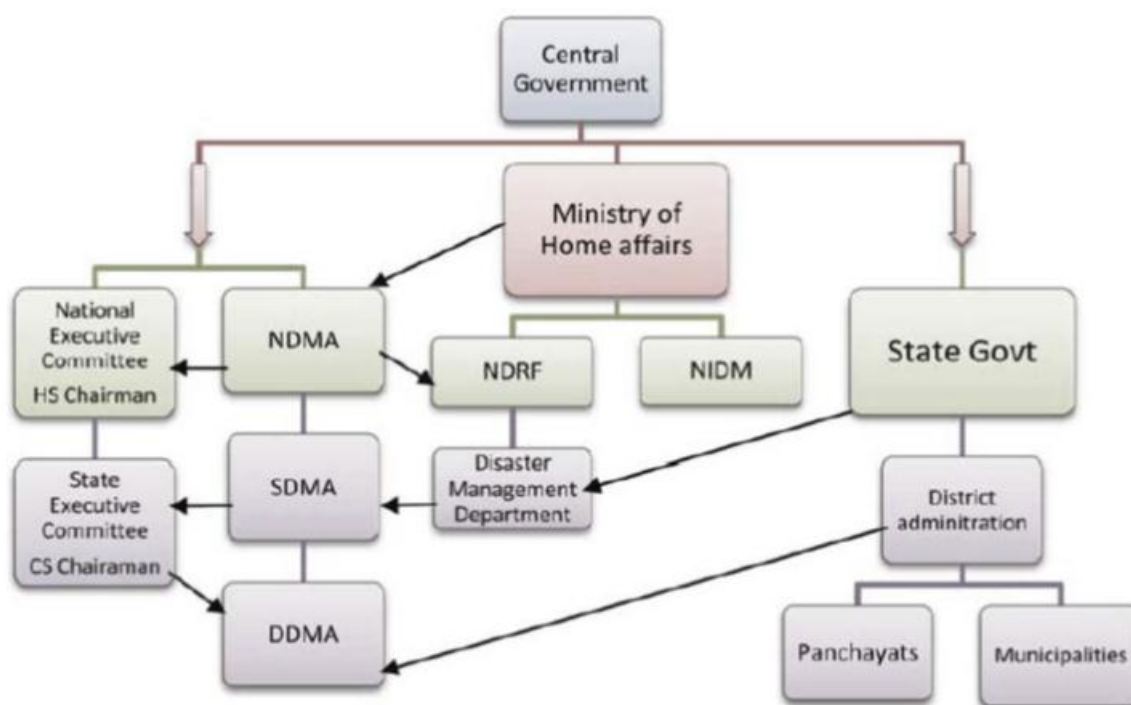 Central
Government
Ministry of
Home affairs
National
Executive
Committee
HS Chairman
NDMA
NDRF
NIDM
State Govt
State
Executive
Committee
CS Chairaman
SDMA
Disaster
Management
Department
District
adminitration
DDMA
Panchayats
Municipalities